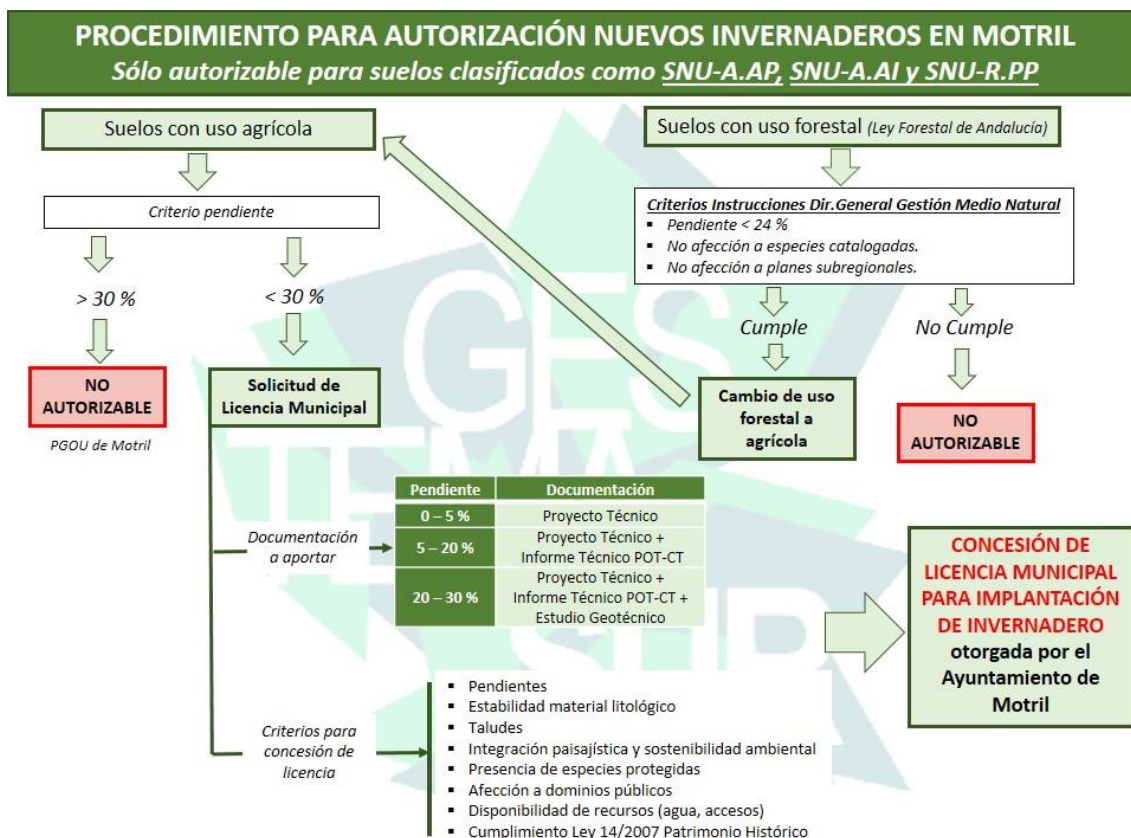 PROCEDIMIENTO PARA AUTORIZACIÓN NUEVOS INVERNADEROS EN MOTRIL
Sólo autorizable para suelos clasificados como SNU-A.AP, SNU-A.AI y SNU-R.PP
Suelos con uso agrícola
Criterio pendiente
> 30 %
< 30 %
NO
AUTORIZABLE
PGOU de Motril
Solicitud de
Licencia Municipal
Suelos con uso forestal (Ley Forestal de Andalucía)
Criterios Instrucciones Dir.General Gestión Medio Natural
▪ Pendiente < 24 %
▪ No afección a especies catalogadas.
▪ No afección a planes subregionales.
Cumple
No Cumple
Cambio de uso
forestal a
agrícola
NO
AUTORIZABLE
Documentación
a aportar
Pendiente Documentación
0 – 5 % Proyecto Técnico
5 – 20 % Proyecto Técnico +
Informe Técnico POT-CT
20 – 30 % Proyecto Técnico +
Informe Técnico POT-CT +
Estudio Geotécnico
Criterios para
concesión de
licencia
▪ Pendientes
▪ Estabilidad material litológico
▪ Taludes
▪ Integración paisajística y sostenibilidad ambiental
▪ Presencia de especies protegidas
▪ Afección a dominios públicos
▪ Disponibilidad de recursos (agua, accesos)
▪ Cumplimiento Ley 14/2007 Patrimonio Histórico
CONCESIÓN DE
LICENCIA MUNICIPAL
PARA IMPLANTACIÓN
DE INVERNADERO
otorgada por el
Ayuntamiento de
Motril
GES
TEMA
SUR